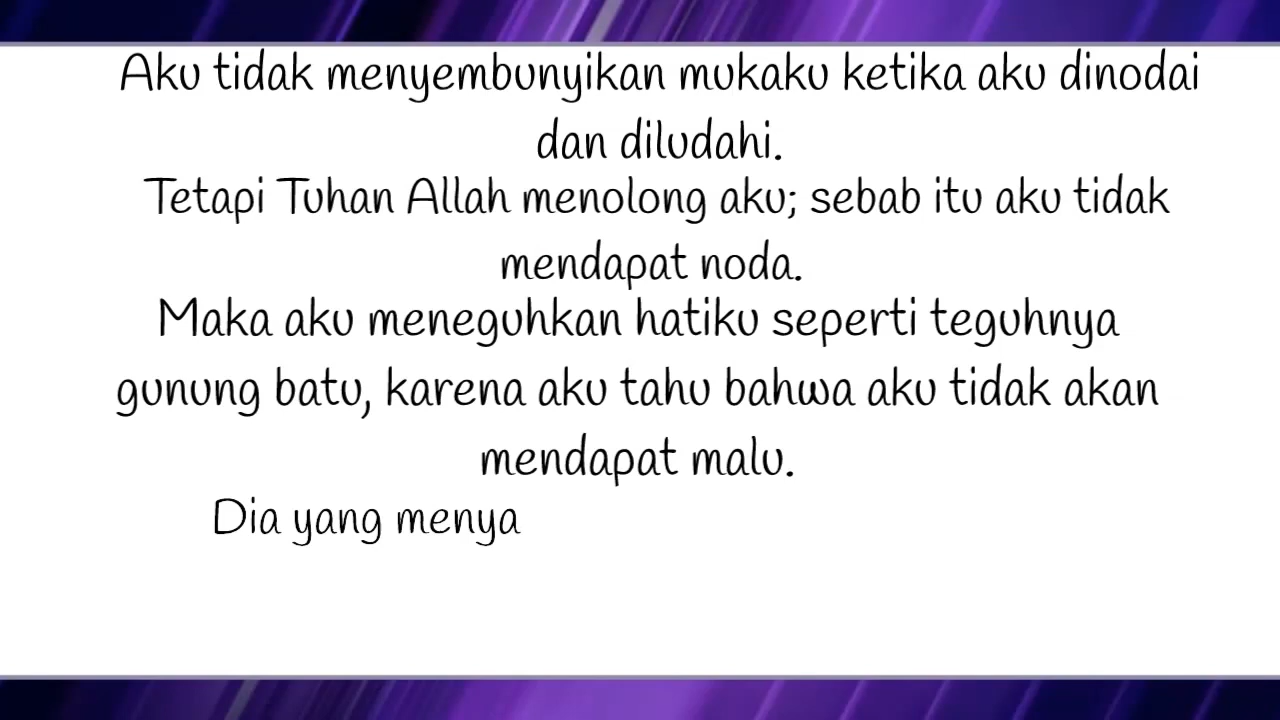 Aku tidak menyembunyikan mukaku ketika aku dinodai
dan diludahi.
Tetapi Tuhan Allah menolong aku; sebab itu aku tidak
mendapat noda.
Maka aku meneguhkan hatiku seperti teguhnya
gunung batu, karena aku tahu bahwa aku tidak akan
mendapat malu.
Dia yang menya